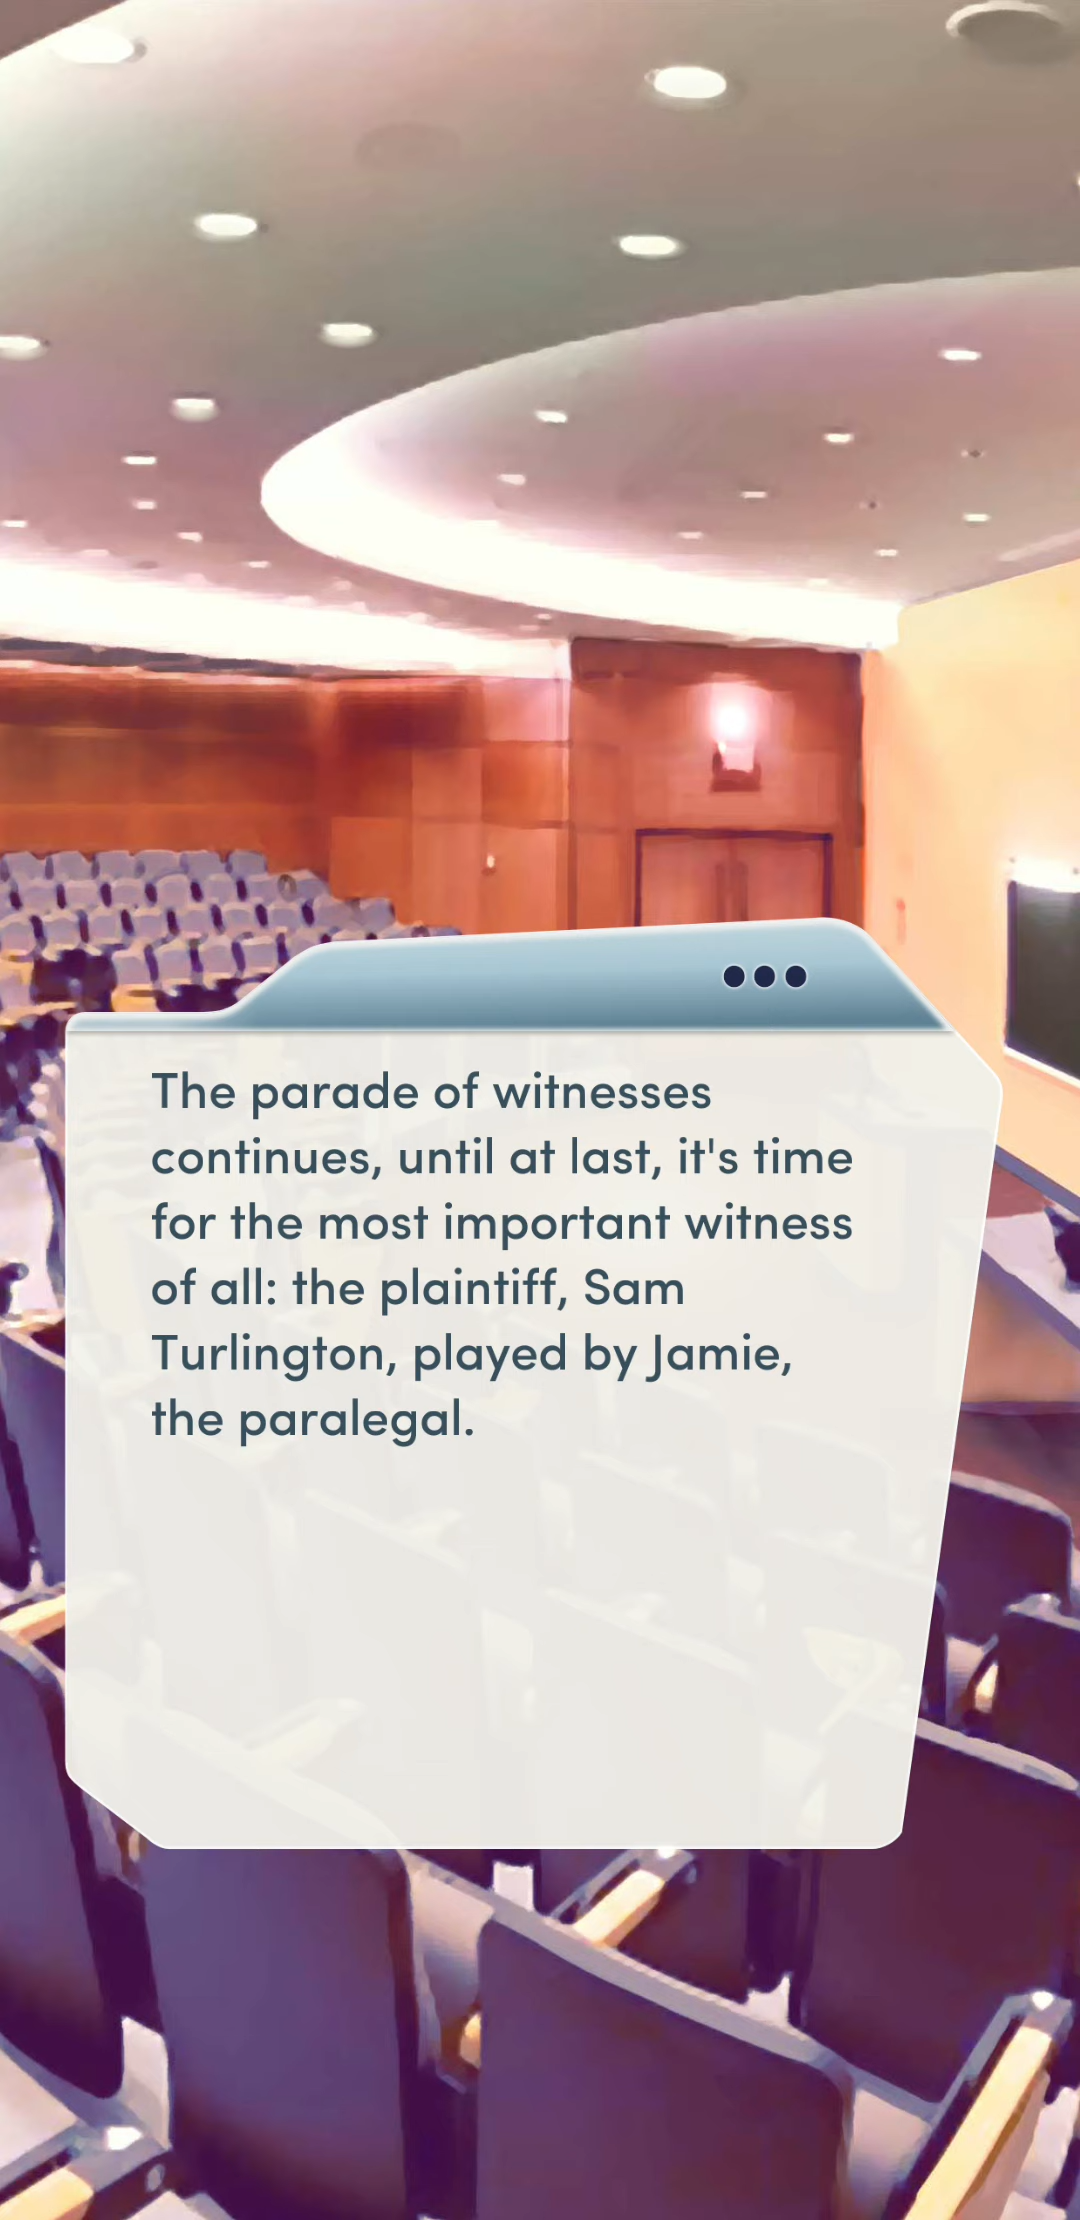 The parade of witnesses
continues, until at last, it's time
for the most important witness
of all: the plaintiff, Sam
Turlington, played by Jamie,
the paralegal.